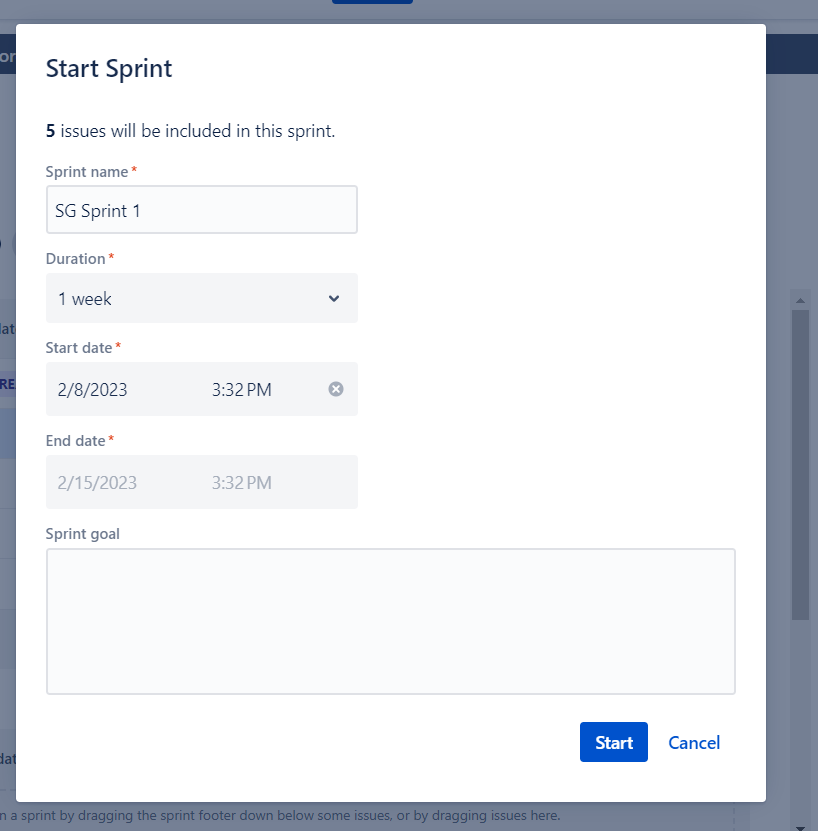 Start Sprint
5 issues will be included in this sprint.
Sprint name*
SG Sprint 1
Duration*
1 week
Start date*
2/8/2023 3:32 PM
End date*
2/15/2023 3:32 PM
Sprint goal
Start Cancel
a sprint by dragging the sprint footer down below some issues, or by dragging issues here.